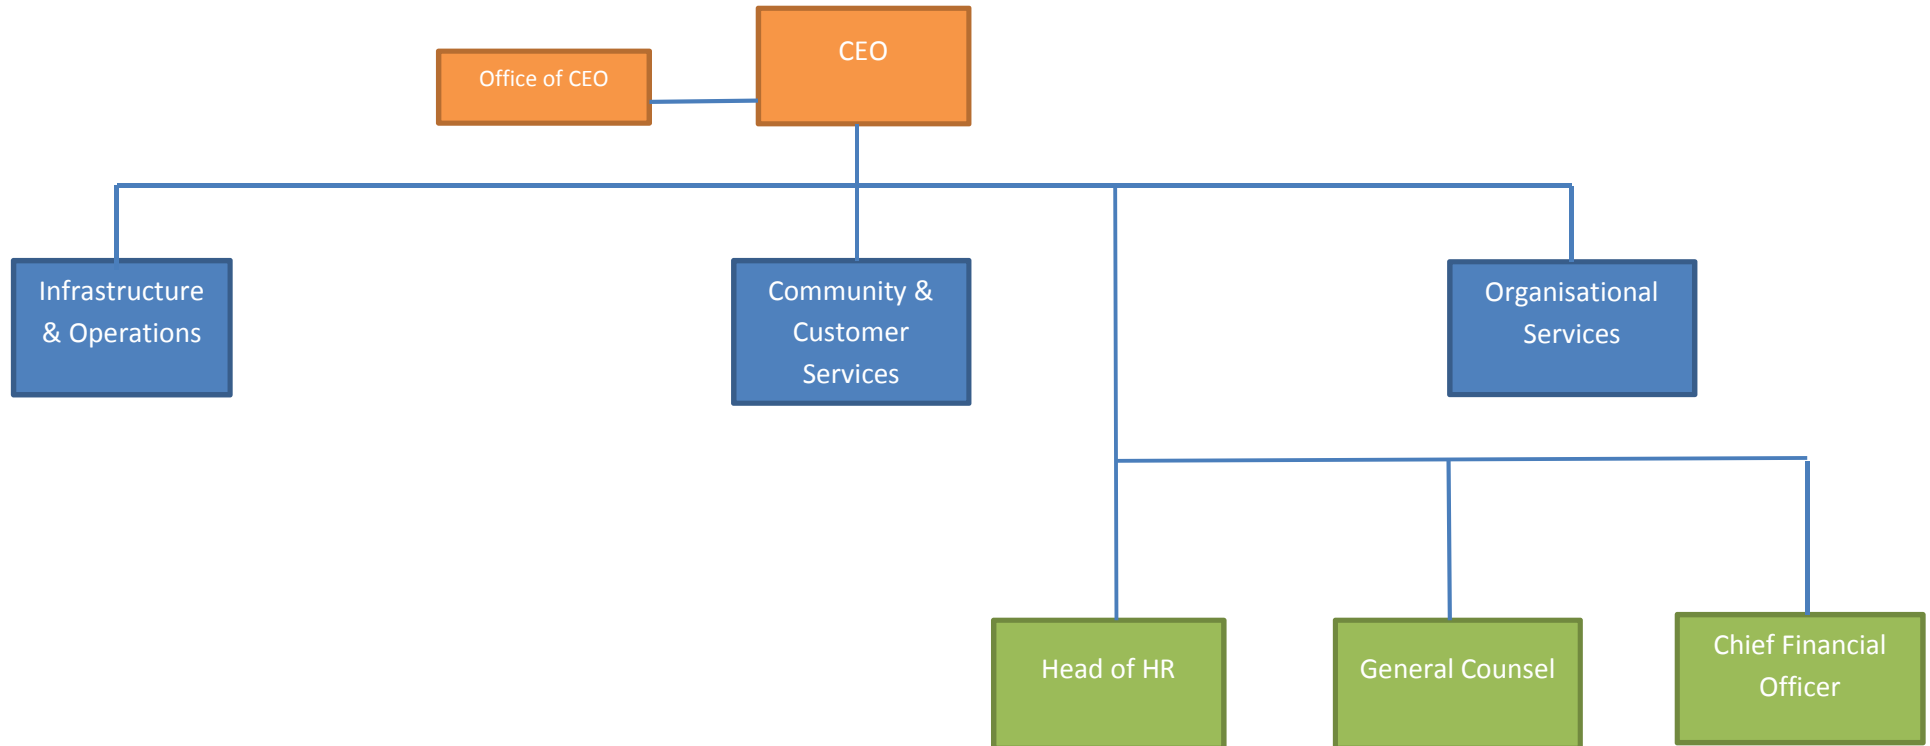 CEO
Office of CEO
Infrastructure
& Operations
Community &
Customer
Services
Organisational
Services
Head of HR
General Counsel
Chief Financial
Officer